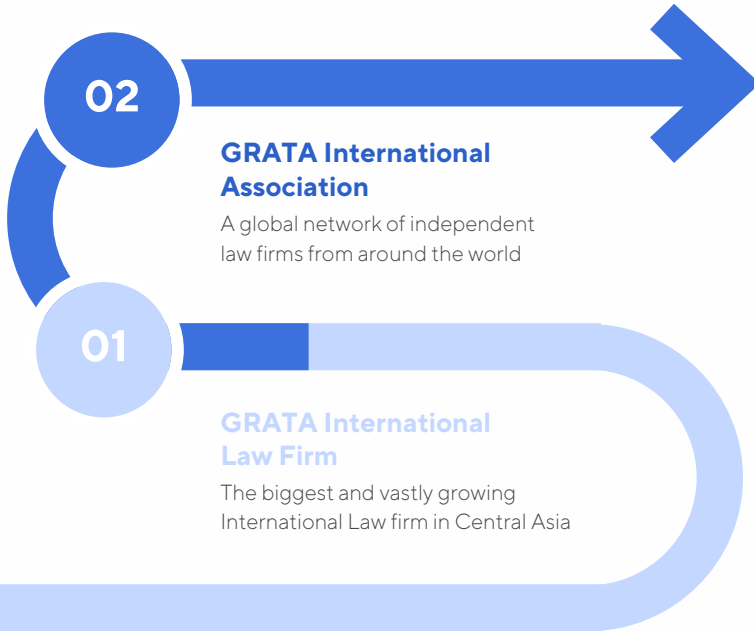 02
GRATA International
Association
A global network of independent
law firms from around the world
01
GRATA International
Law Firm
The biggest and vastly growing
International Law firm in Central Asia